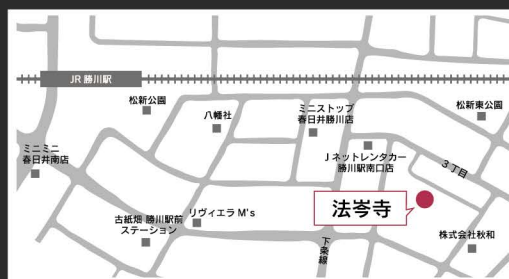 JR 勝川駅
松新公園
八幡社
ミニストップ
春日井勝川店
松新東公園
ミニミニ
春日井南店
Jネットレンタカー
勝川駅南口店
3丁目
法岑寺
古紙畑 勝川駅前
ステーション
リヴィエラ M's
下条線
株式会社秋和